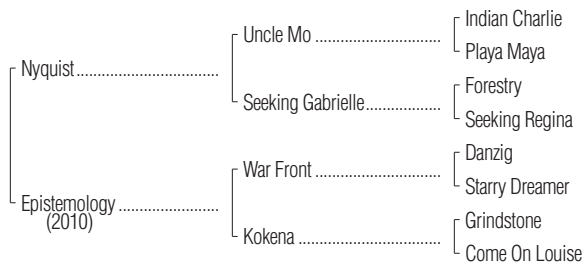 Indian Charlie
Uncle Mo ....................................
Playa Maya
Nyquist .........................................
Forestry
Seeking Gabrielle.....................
Seeking Regina
Danzig
War Front ....................................
Starry Dreamer
Epistemology .............................
(2010)
Grindstone
Kokena .........................................
Come On Louise